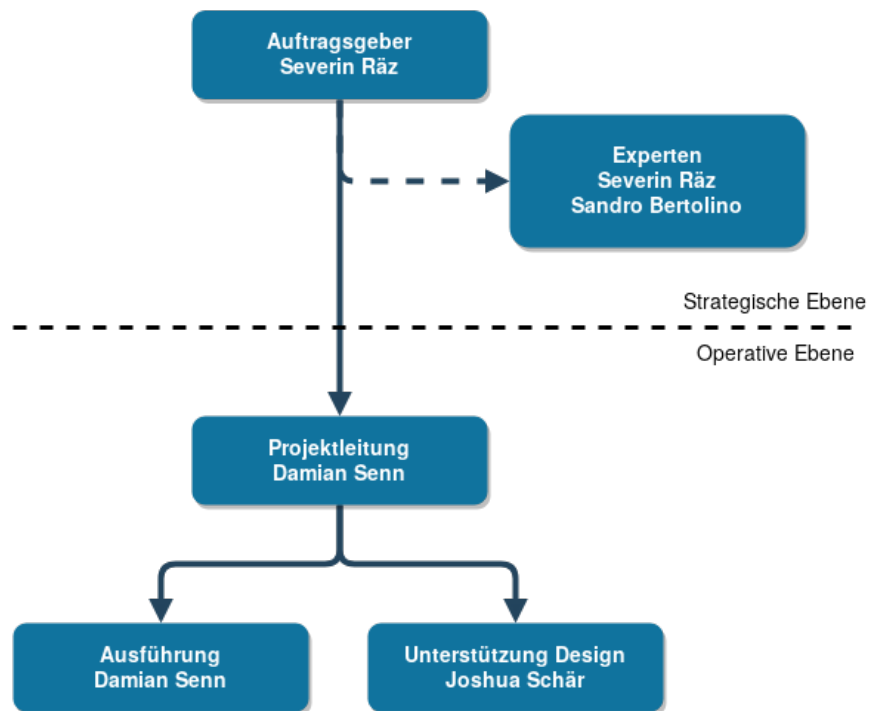 Auftragsgeber
Severin Räz
Experten
Severin Räz
Sandro Bertolino
Strategische Ebene
Operative Ebene
Projektleitung
Damian Senn
Ausführung
Damian Senn
Unterstützung Design
Joshua Schär